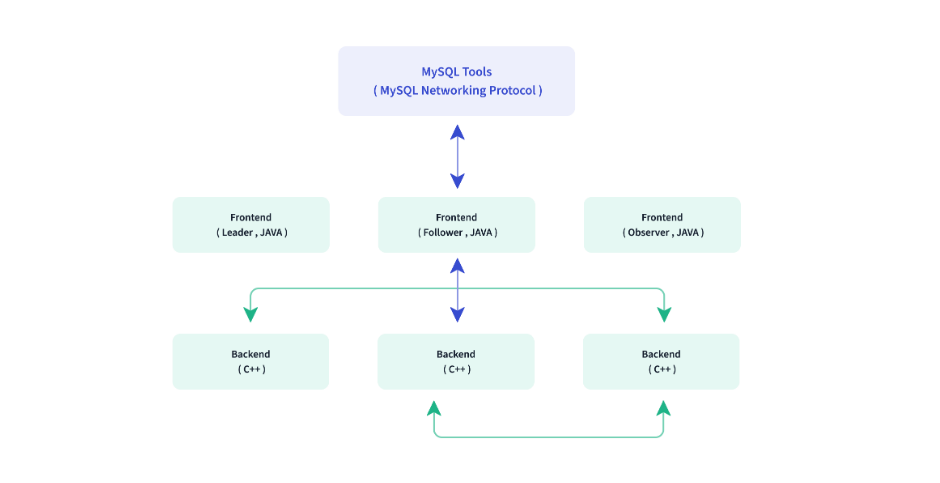 MySQL Tools
( MySQL Networking Protocol )
Frontend
( Leader , JAVA )
Frontend
( Follower , JAVA )
Frontend
( Observer , JAVA )
Backend
( C++ )
Backend
( C++ )
Backend
( C++ )